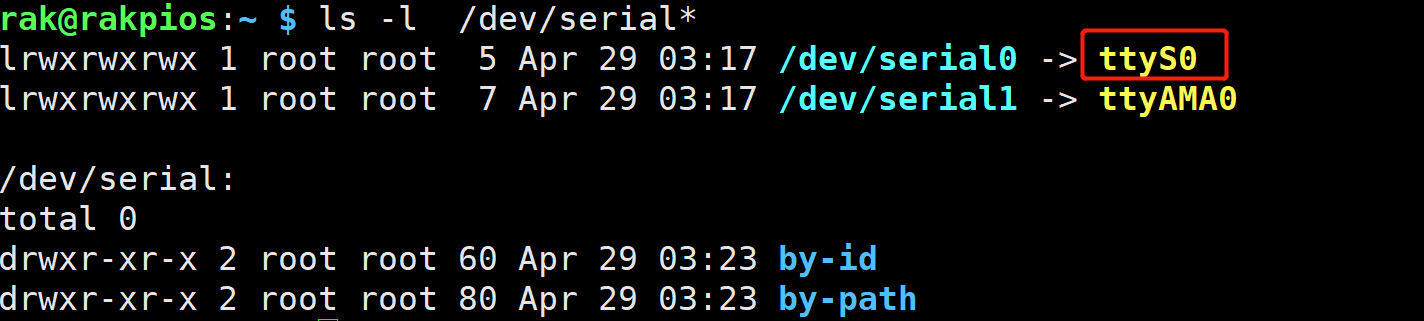 rak@rakpios:~ $ ls -l  /dev/serial*
lrwxrwxrwx 1 root root  5 Apr 29 03:17 /dev/serial0 -> ttyS0
lrwxrwxrwx 1 root root  7 Apr 29 03:17 /dev/serial1 -> ttyAMA0
/dev/serial:
total 0
drwxr-xr-x 2 root root 60 Apr 29 03:23 by-id
drwxr-xr-x 2 root root 80 Apr 29 03:23 by-path